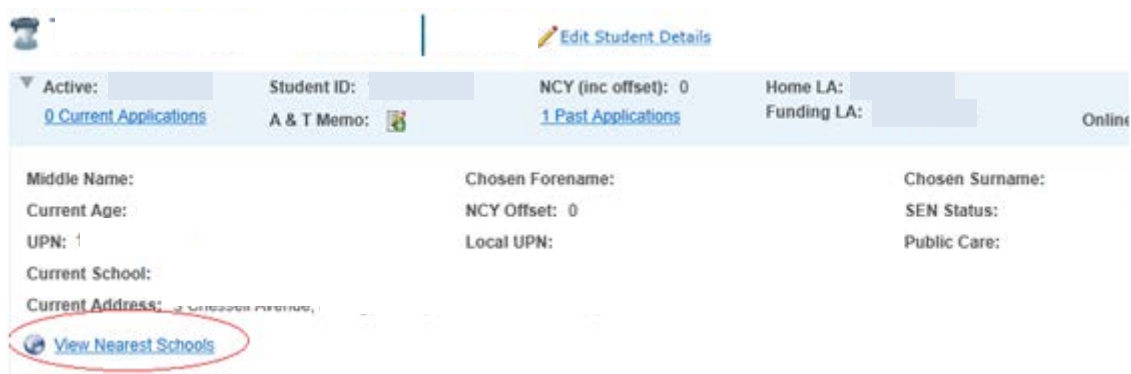 Edit Student Details
Active: Student ID: NCY (inc offset): 0 Home LA:
0 Current Applications A & T Memo: 1 Past Applications Funding LA: Online
Middle Name: Chosen Forename: Chosen Surname:
Current Age: NCY Offset: 0 SEN Status:
UPN: Local UPN: Public Care:
Current School:
Current Address: Avenue,
View Nearest Schools